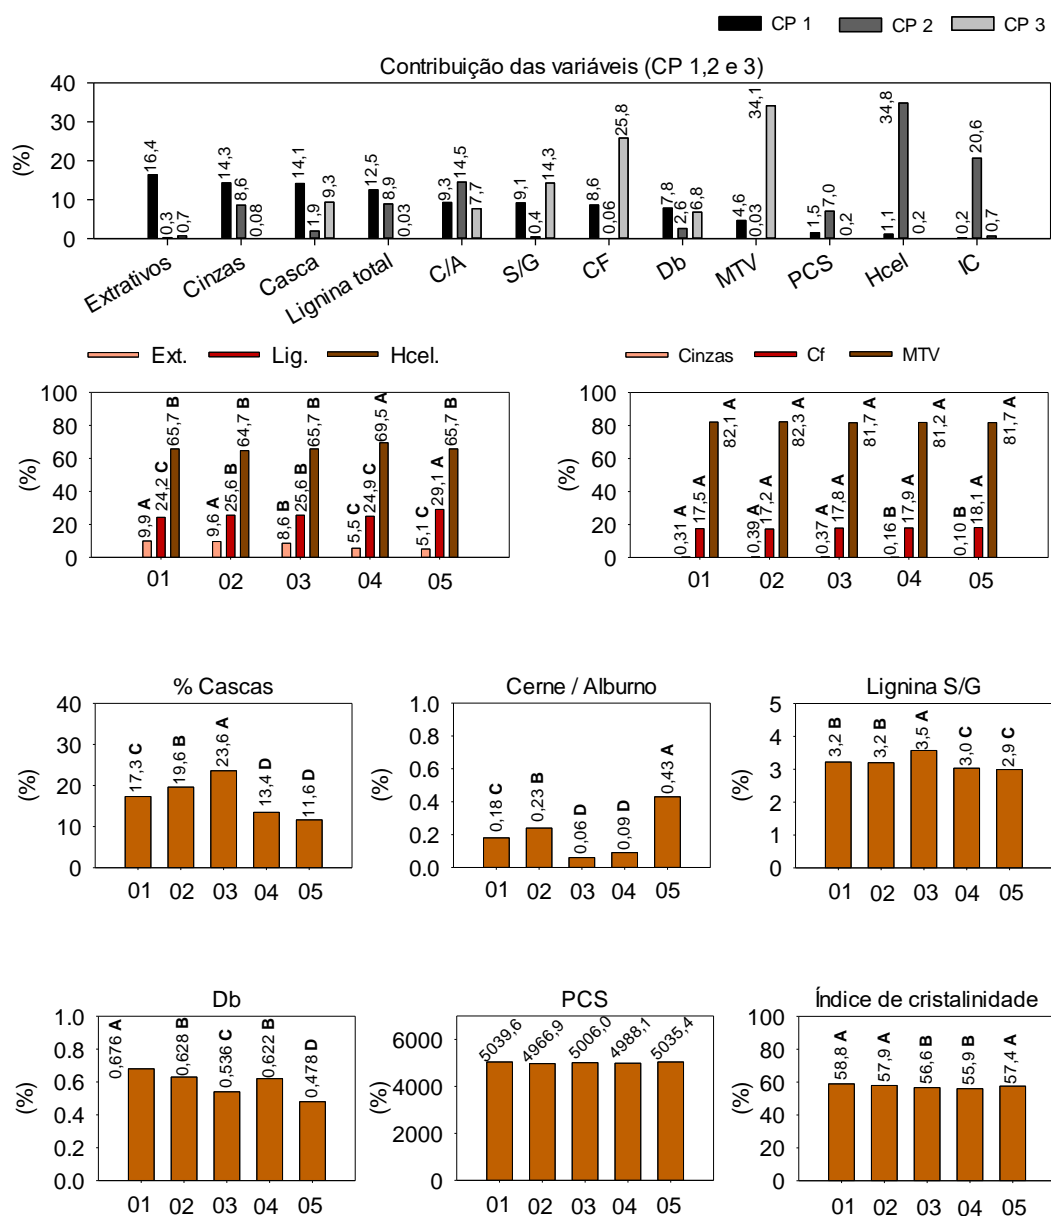 CP 1 CP 2 CP 3
Contribuição das variáveis (CP 1,2 e 3)
(%)
40
30
20
10
0
16,4 0,3 0,7
14,3 8,6 0,08
14,1 1,9 9,3
12,5 8,9 0,03
9,3 14,5 7,7
9,1 0,4 14,3
8,6 0,06 25,8
7,8 2,6 6,8
4,6 0,03 34,1
1,5 7,0 0,2
1,1 34,8 0,2
0,2 20,6 0,7
Extrativos Cinzas Casca Lignina total C/A S/G CF Db MTV PCS Hcel IC
Ext. Lig. Hcel.
(%)
100
80
60
40
20
0
9,9 A 24,2 C 65,7 B
9,6 A 25,6 B 64,7 B
8,6 B 25,6 B 65,7 B
5,5 C 24,9 C 69,5 A
5,1 C 29,1 A 65,7 B
01 02 03 04 05
Cinzas Cf MTV
(%)
100
80
60
40
20
0
0,31 A 17,5 A 82,1 A
0,39 A 17,2 A 82,3 A
0,37 A 17,8 A 81,7 A
0,16 B 17,9 A 81,2 A
0,10 B 18,1 A 81,7 A
01 02 03 04 05
% Cascas
(%)
40
30
20
10
0
17,3 C 19,6 B 23,6 A 13,4 D 11,6 D
01 02 03 04 05
Cerne / Alburno
(%)
1.0
0.8
0.6
0.4
0.2
0.0
0,18 C 0,23 B 0,06 D 0,09 D 0,43 A
01 02 03 04 05
Lignina S/G
(%)
5
4
3
2
1
0
3,2 B 3,2 B 3,5 A 3,0 C 2,9 C
01 02 03 04 05
Db
(%)
1.0
0.8
0.6
0.4
0.2
0.0
0,676 A 0,628 B 0,536 C 0,622 B 0,478 D
01 02 03 04 05
PCS
(%)
6000
4000
2000
0
5039,6 4966,9 5006,0 4988,1 5035,4
01 02 03 04 05
Índice de cristalinidade
(%)
100
80
60
40
20
0
58,8 A 57,9 A 56,6 B 55,9 B 57,4 A
01 02 03 04 05